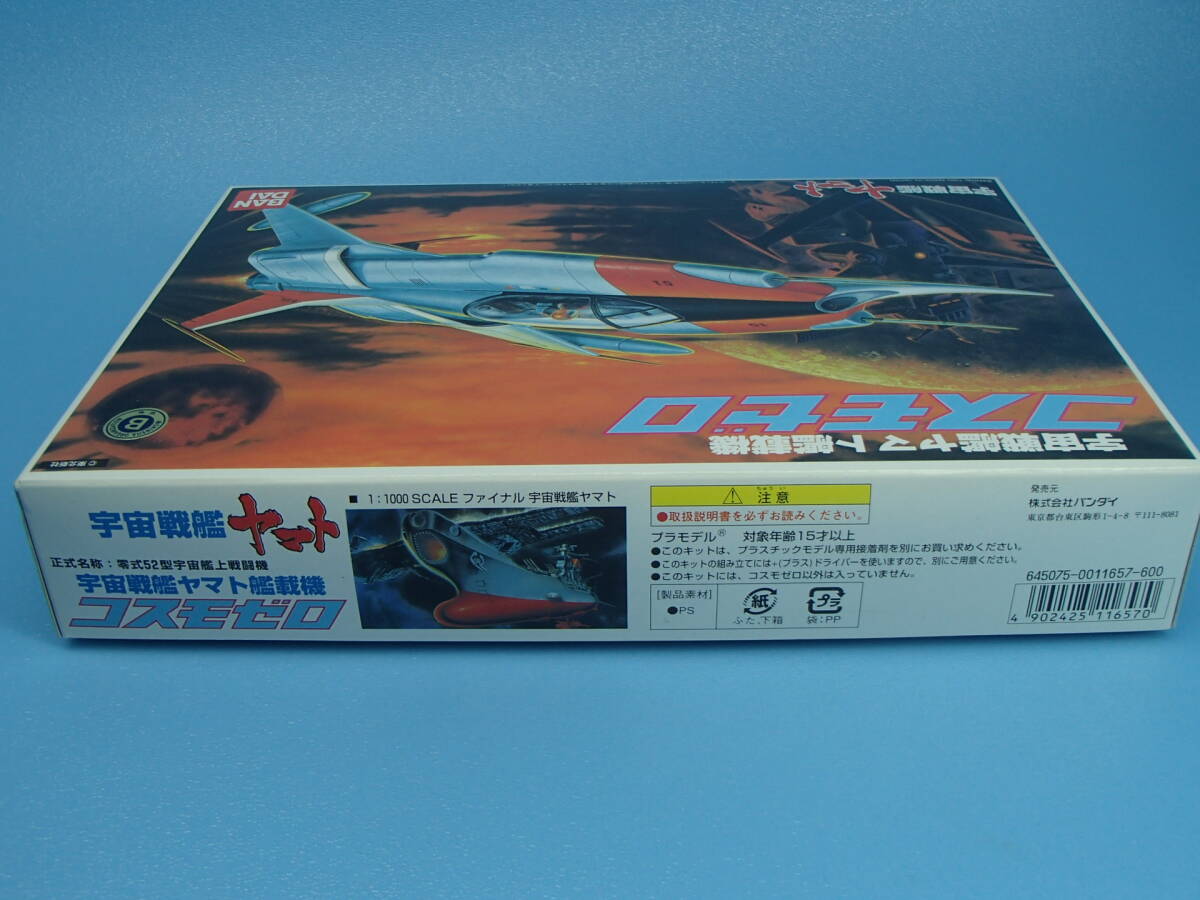 BAN
DAI
宇宙戦艦
ヤマト
51
19
コスモゼロ
宇宙戦艦ヤマト艦載機
B
© 東北新社
宇宙戦艦
ヤマト
正式名称：零式52型宇宙艦上戦闘機
宇宙戦艦ヤマト艦載機
コスモゼロ
■ 1:1000 SCALE ファイナル 宇宙戦艦ヤマト
ちゅうい
注意
●取扱説明書を必ずお読みください。
プラモデル® 対象年齢15才以上
●このキットは、プラスチックモデル専用接着剤を別にお買い求めください。
●このキットの組み立てには+(プラス)ドライバーを使いますので、別にご用意ください。
●このキットには、コスモゼロ以外は入っていません。
[製品素材]
●PS
紙
ふた,下箱
プラ
袋:PP
発売元
株式会社バンダイ
東京都台東区駒形1-4-8 〒111-8081
645075-0011657-600
4 902425 116570